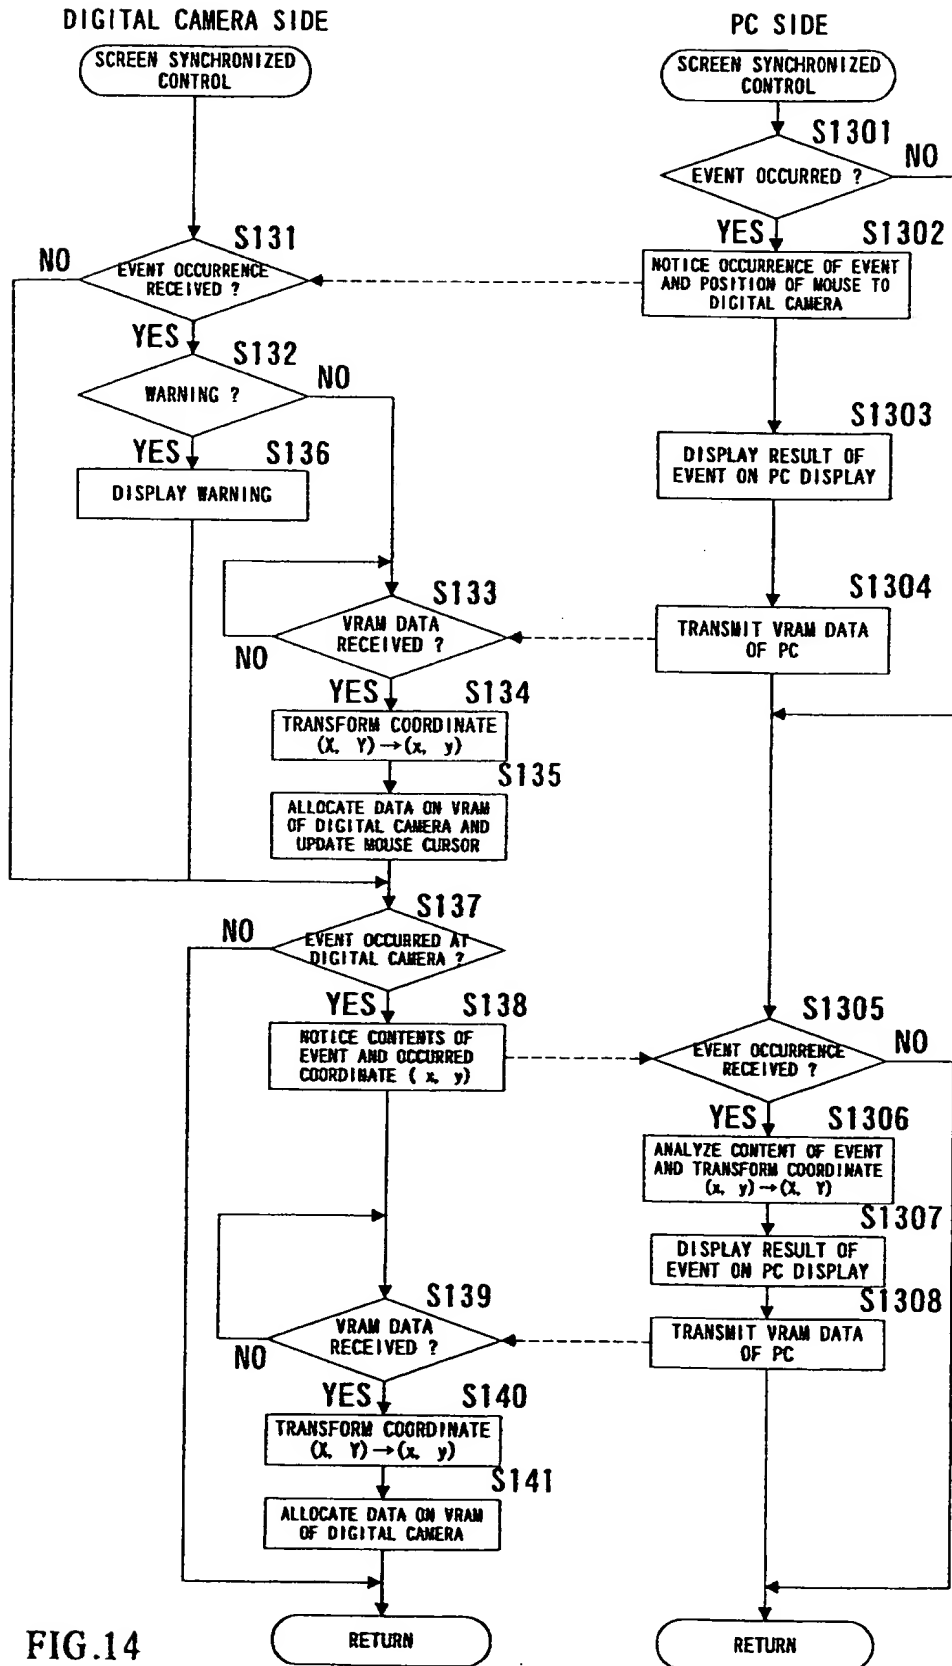 DIGITAL CAMERA SIDE
SCREEN SYNCHRONIZED
CONTROL
S131
EVENT OCCURRENCE
RECEIVED ?
NO
YES
S132
WARNING ?
NO
YES
S136
DISPLAY WARNING
S133
VRAM DATA
RECEIVED ?
NO
YES
S134
TRANSFORM COORDINATE
(X, Y)→(x, y)
S135
ALLOCATE DATA ON VRAM
OF DIGITAL CAMERA AND
UPDATE MOUSE CURSOR
S137
NO
EVENT OCCURRED AT
DIGITAL CAMERA ?
YES
S138
NOTICE CONTENTS OF
EVENT AND OCCURRED
COORDINATE ( x, y)
S139
VRAM DATA
RECEIVED ?
NO
YES
S140
TRANSFORM COORDINATE
(X, Y)→(x, y)
S141
ALLOCATE DATA ON VRAM
OF DIGITAL CAMERA
RETURN
PC SIDE
SCREEN SYNCHRONIZED
CONTROL
S1301
NO
EVENT OCCURRED ?
YES
S1302
NOTICE OCCURRENCE OF EVENT
AND POSITION OF MOUSE TO
DIGITAL CAMERA
S1303
DISPLAY RESULT OF
EVENT ON PC DISPLAY
S1304
TRANSMIT VRAM DATA
OF PC
S1305
EVENT OCCURRENCE
RECEIVED ?
NO
YES
S1306
ANALYZE CONTENT OF EVENT
AND TRANSFORM COORDINATE
(x, y)→(X, Y)
S1307
DISPLAY RESULT OF
EVENT ON PC DISPLAY
S1308
TRANSMIT VRAM DATA
OF PC
RETURN
FIG.14